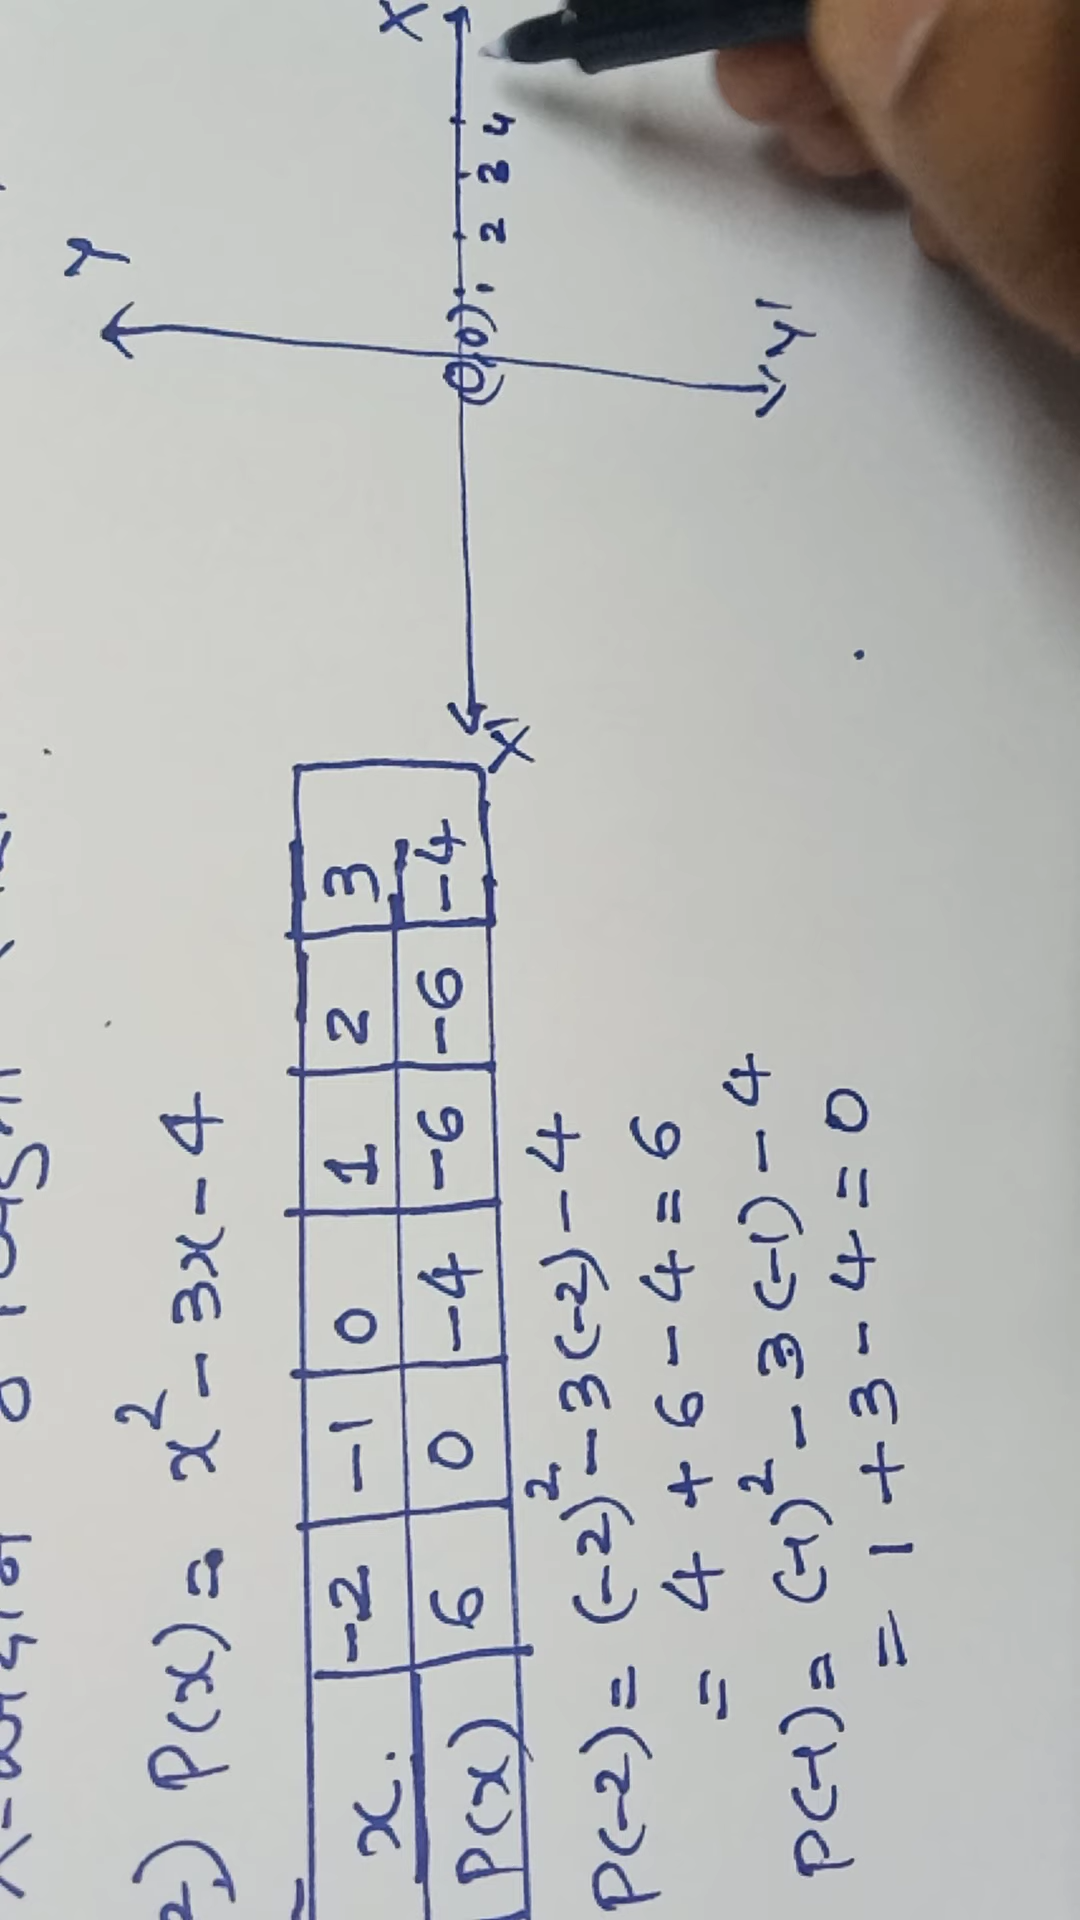 2) P(x) = x² - 3x - 4
x. -2 -1 0 1 2 3
P(x) 6 0 -4 -6 -6 -4
P(-2) = (-2)² - 3(-2) - 4
= 4 + 6 - 4 = 6
P(-1) = (-1)² - 3(-1) - 4
= 1 + 3 - 4 = 0
Y
X' (0,0) 1 2 3 4 X
Y'